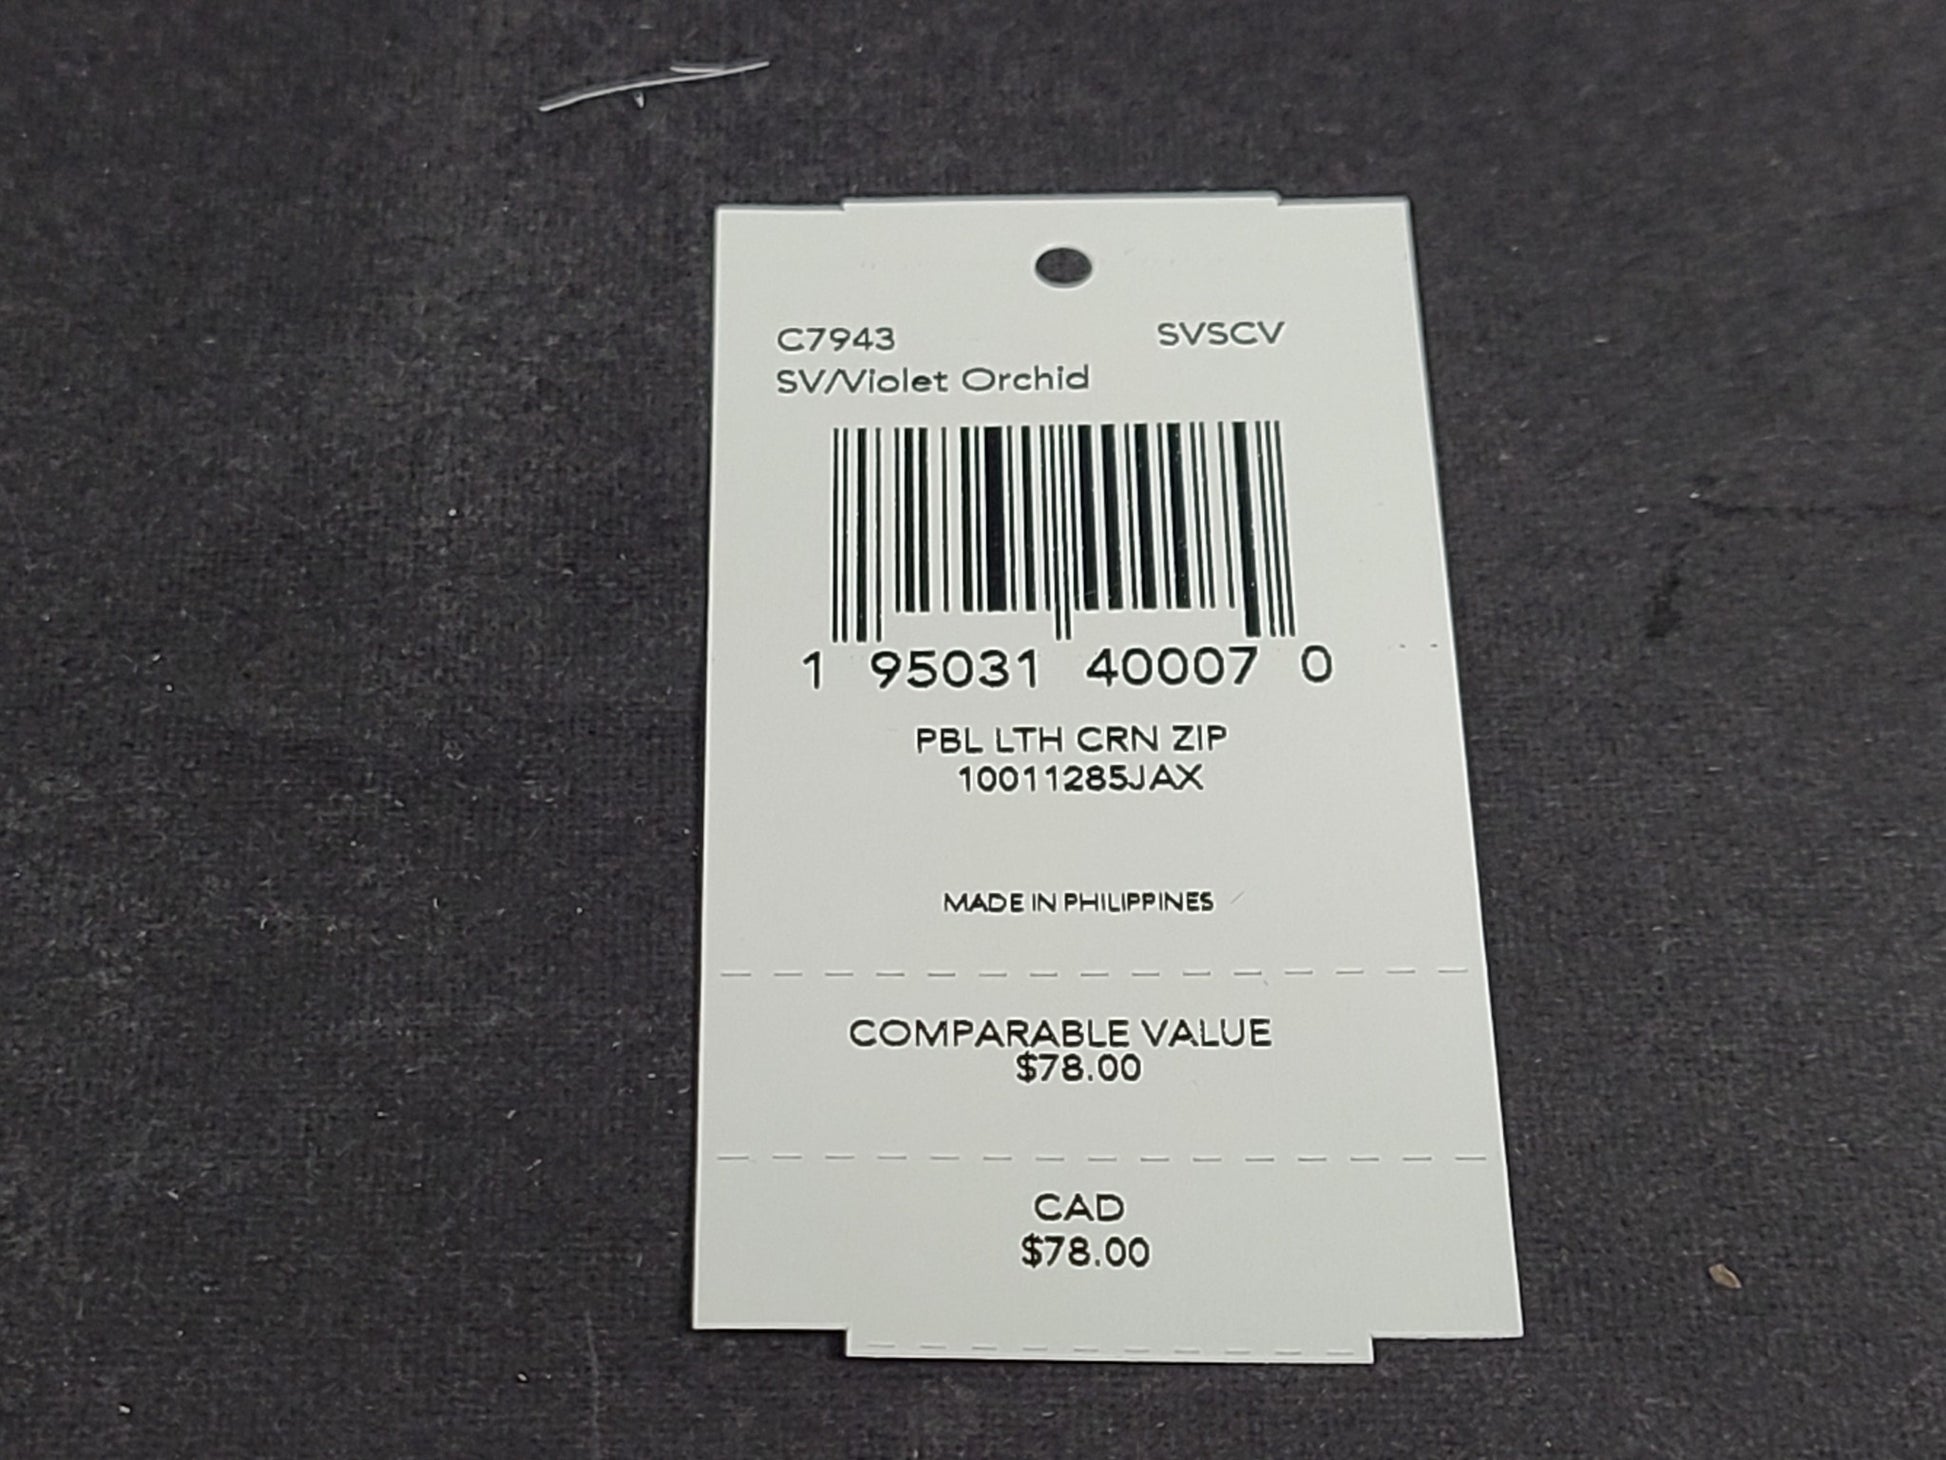 C7943 SVSCV
SV/Violet Orchid
1 95031 40007 0
PBL LTH CRN ZIP
10011285JAX
MADE IN PHILIPPINES
COMPARABLE VALUE
$78.00
CAD
$78.00